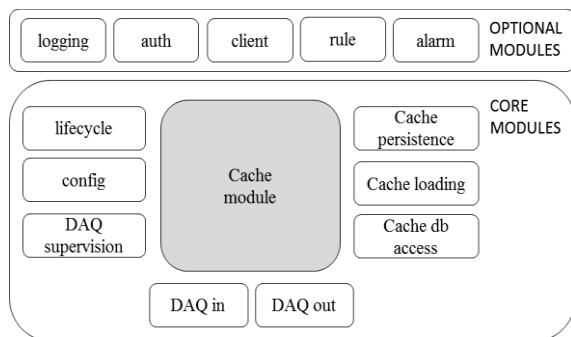 logging
auth
client
rule
alarm
OPTIONAL
MODULES
CORE
MODULES
lifecycle
config
DAQ
supervision
Cache
module
Cache
persistence
Cache loading
Cache db
access
DAQ in
DAQ out